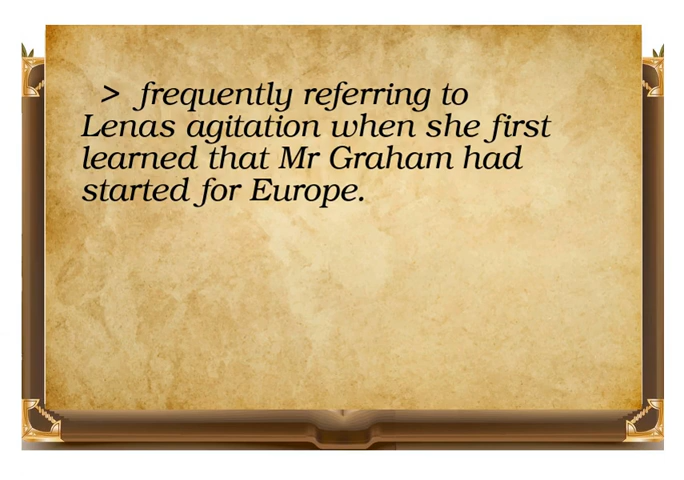 > frequently referring to
Lenas agitation when she first
learned that Mr Graham had
started for Europe.